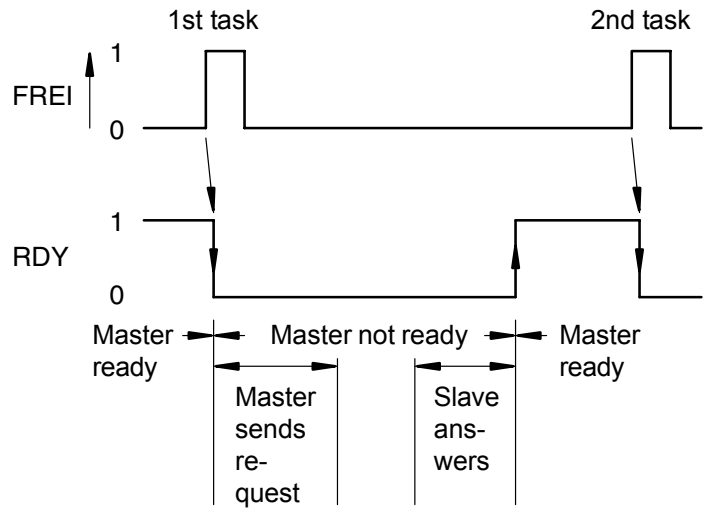 1st task
2nd task
1
FREI
0
1
RDY
0
Master
ready
Master not ready
Master
ready
Master
sends
re-
quest
Slave
ans-
wers